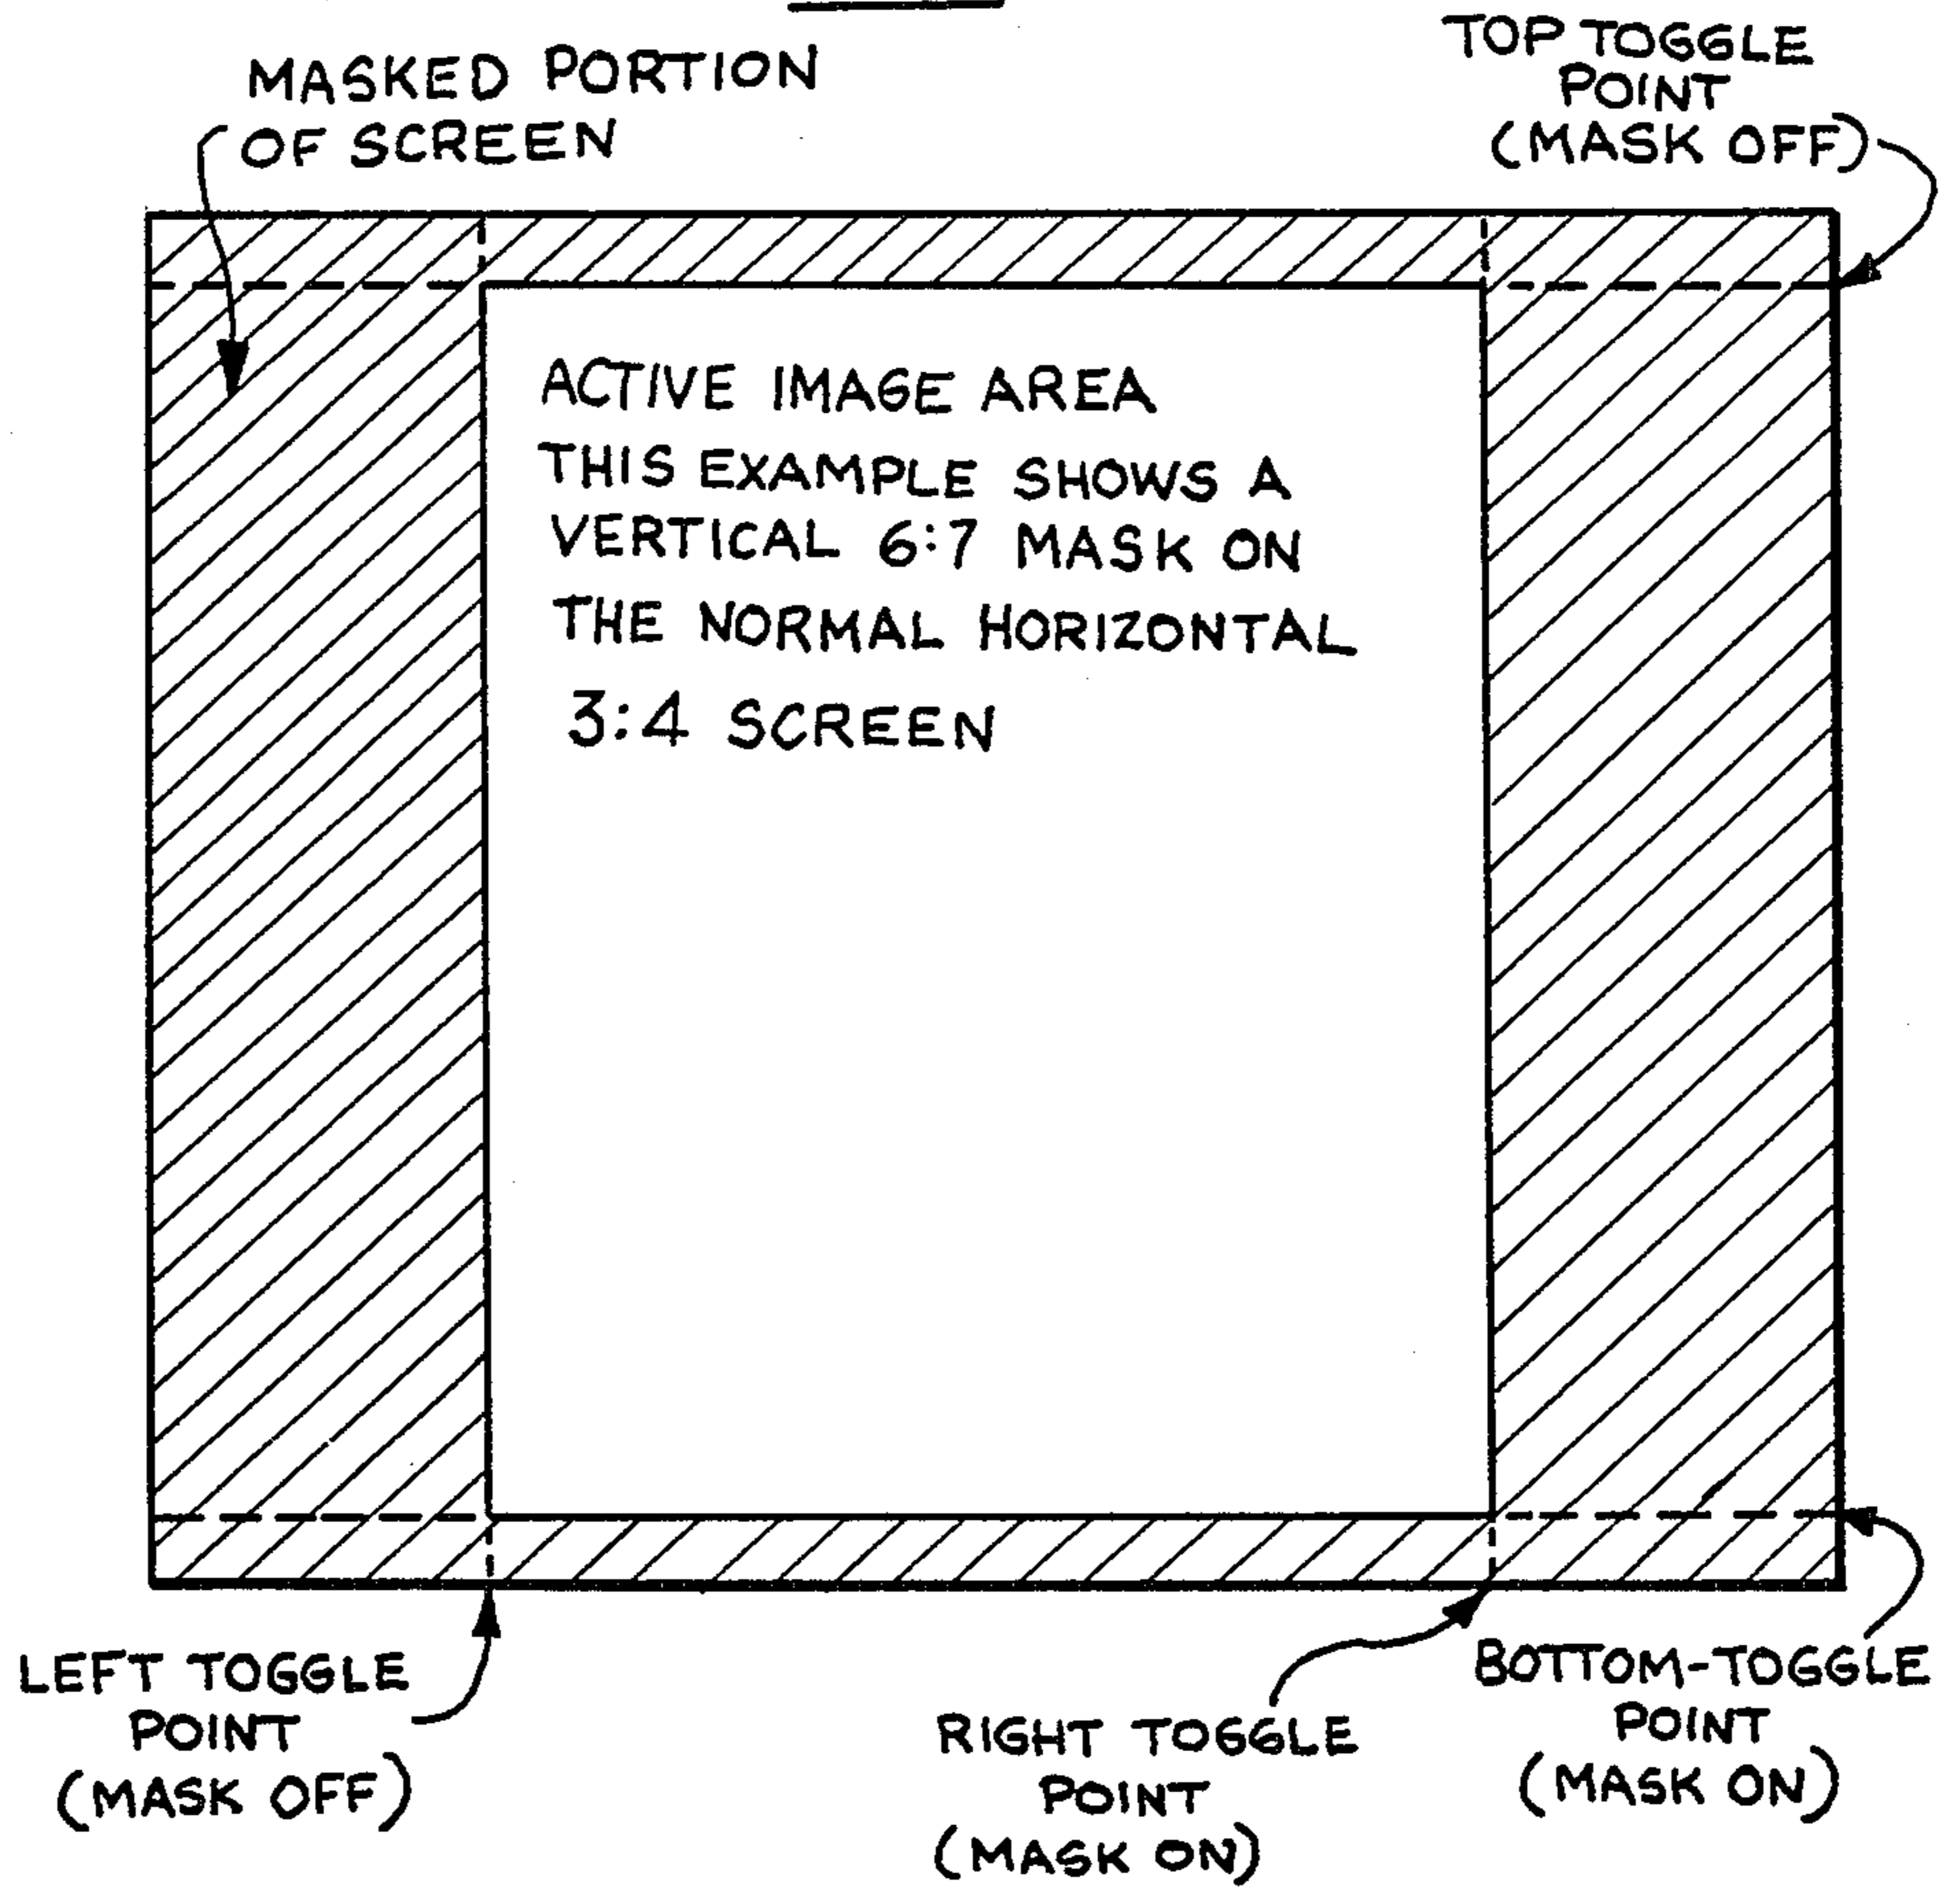 MASKED PORTION
OF SCREEN
TOP TOGGLE
POINT
(MASK OFF)
ACTIVE IMAGE AREA
THIS EXAMPLE SHOWS A
VERTICAL 6:7 MASK ON
THE NORMAL HORIZONTAL
3:4 SCREEN
LEFT TOGGLE
POINT
(MASK OFF)
RIGHT TOGGLE
POINT
(MASK ON)
BOTTOM-TOGGLE
POINT
(MASK ON)